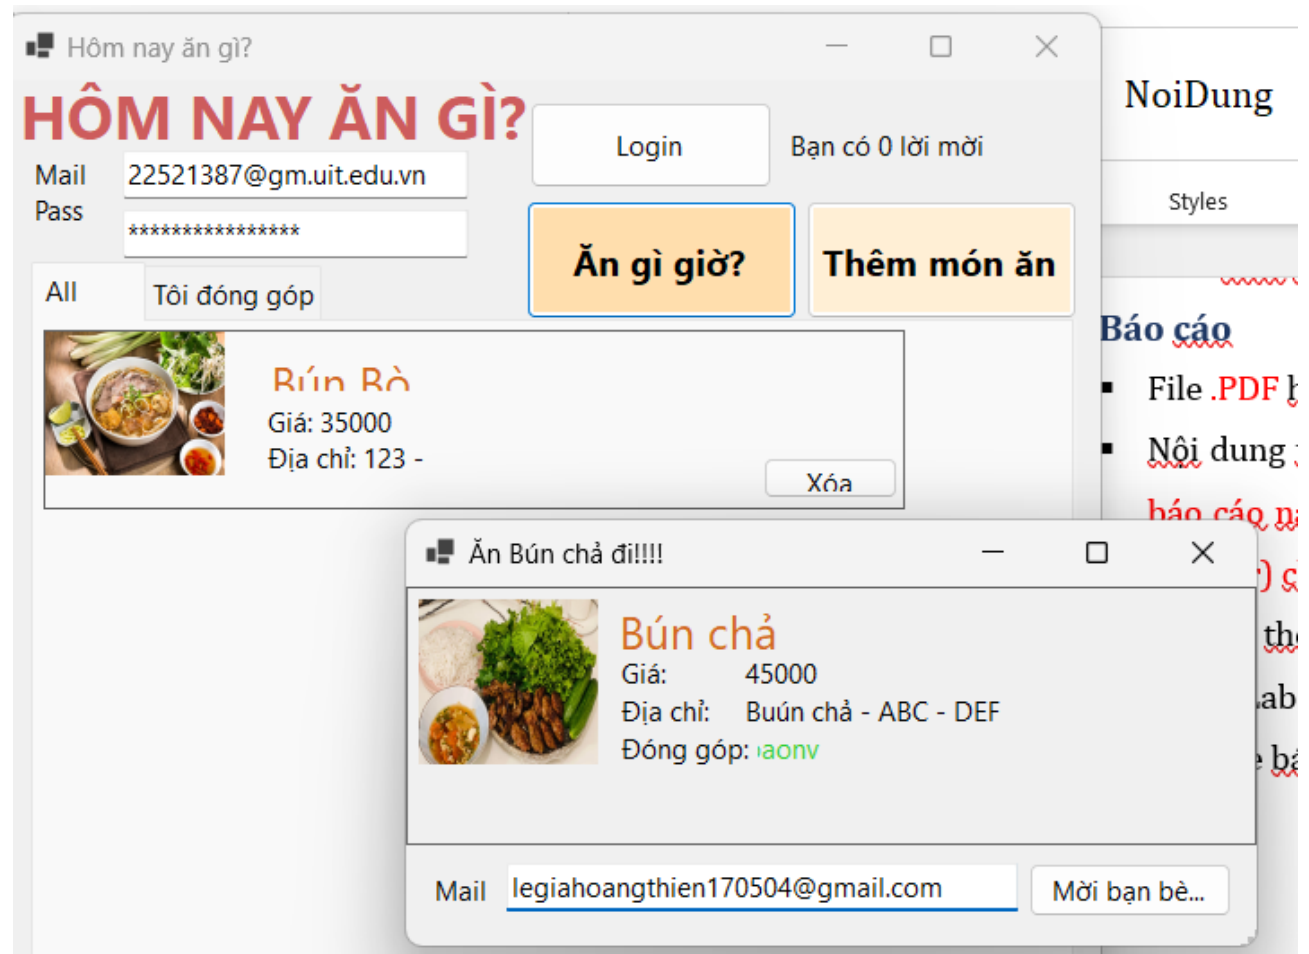 Hôm nay ăn gì?
HÔM NAY ĂN GÌ?
Login
Bạn có 0 lời mời
Mail
22521387@gm.uit.edu.vn
Pass
****************
Ăn gì giờ?
Thêm món ăn
All
Tôi đóng góp
Bún Bò
Giá: 35000
Địa chỉ: 123 -
Xóa
Ăn Bún chả đi!!!!
Bún chả
Giá: 45000
Địa chỉ: Buún chả - ABC - DEF
Đóng góp:
Mail
legiahoangthien170504@gmail.com
Mời bạn bè...
NoiDung
Styles
Báo cáo
File .PDF
Nội dung
báo cáo